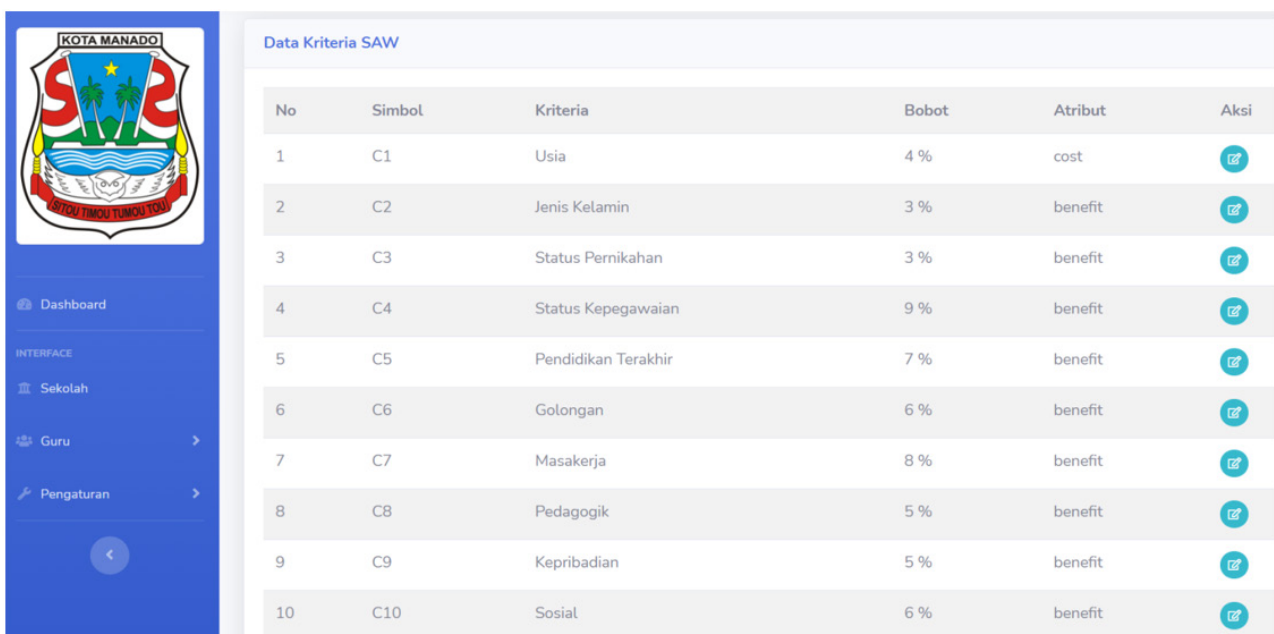 KOTA MANADO
SITOU TIMOU TUMOU TOU
Dashboard
INTERFACE
Sekolah
Guru
Pengaturan
Data Kriteria SAW
No Simbol Kriteria Bobot Atribut Aksi
1 C1 Usia 4 % cost
2 C2 Jenis Kelamin 3 % benefit
3 C3 Status Pernikahan 3 % benefit
4 C4 Status Kepegawaian 9 % benefit
5 C5 Pendidikan Terakhir 7 % benefit
6 C6 Golongan 6 % benefit
7 C7 Masakerja 8 % benefit
8 C8 Pedagogik 5 % benefit
9 C9 Kepribadian 5 % benefit
10 C10 Sosial 6 % benefit